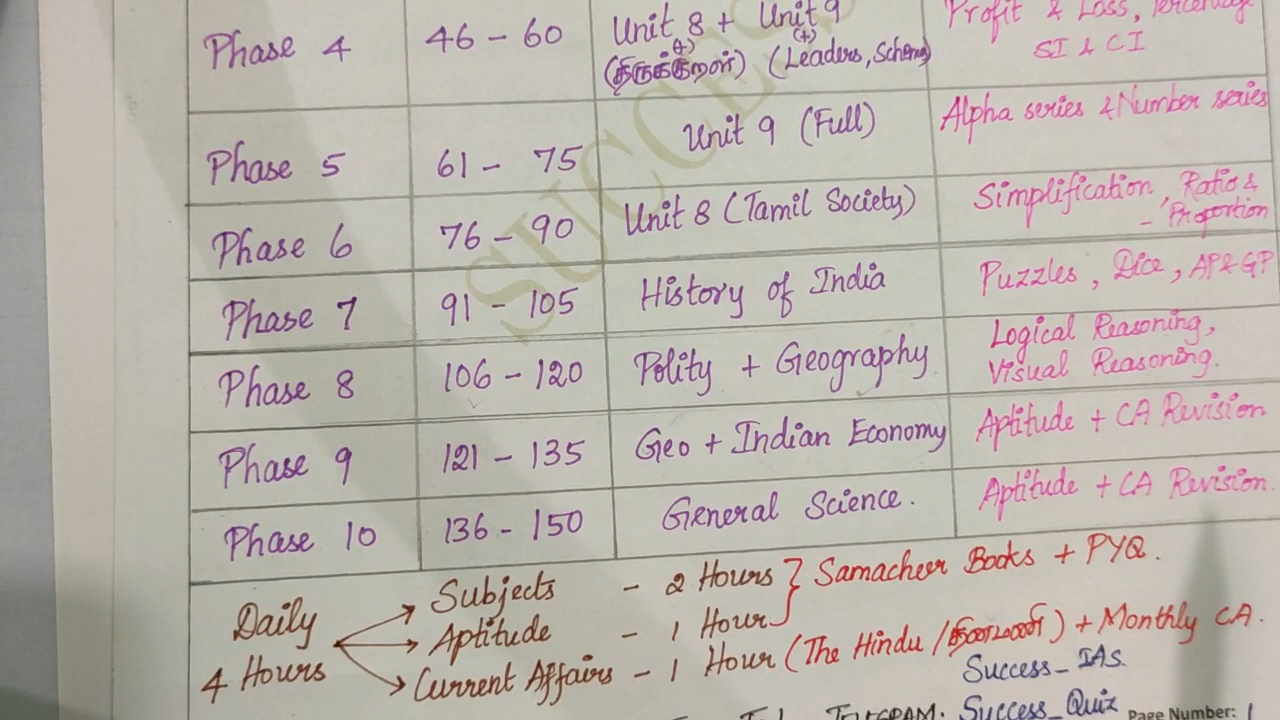 Phase 4 46 - 60 Unit 8 + Unit 9 Profit & Loss, Percentage
(+) (+)
(திருக்குறள்) (Leaders, Scheme) SI & CI
Phase 5 61 - 75 Unit 9 (Full) Alpha series & Number series
Phase 6 76 - 90 Unit 8 (Tamil Society) Simplification, Ratio &
- Proportion
Phase 7 91 - 105 History of India Puzzles, Dice, AP & GP
Phase 8 106 - 120 Polity + Geography Logical Reasoning,
Visual Reasoning.
Phase 9 121 - 135 Geo + Indian Economy Aptitude + CA Revision
Phase 10 136 - 150 General Science. Aptitude + CA Revision.
Daily
4 Hours
Subjects - 2 Hours } Samacheer Books + PYQ.
Aptitude - 1 Hour
Current Affairs - 1 Hour (The Hindu / தினமணி) + Monthly CA.
Success_IAS
TELEGRAM: Success_Quiz
Page Number: 1